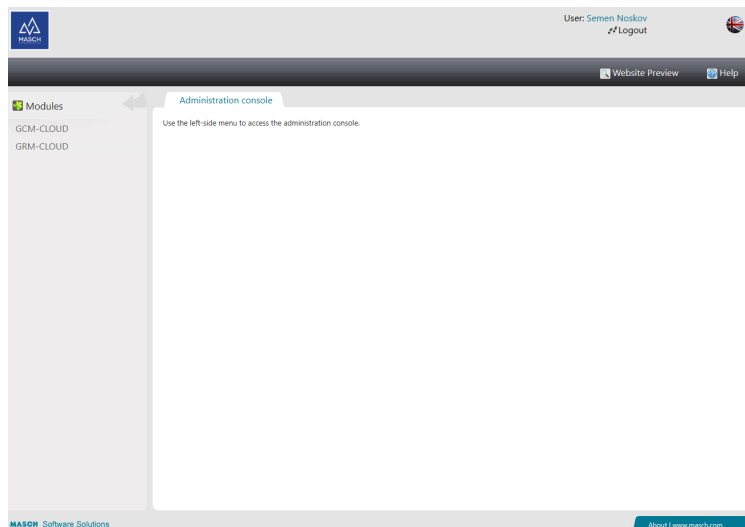 MASCH
User: Semen Noskov
Logout
Website Preview
Help
Modules
Administration console
GCM-CLOUD
GRM-CLOUD
Use the left-side menu to access the administration console.
MASCH Software Solutions
About | www.masch.com